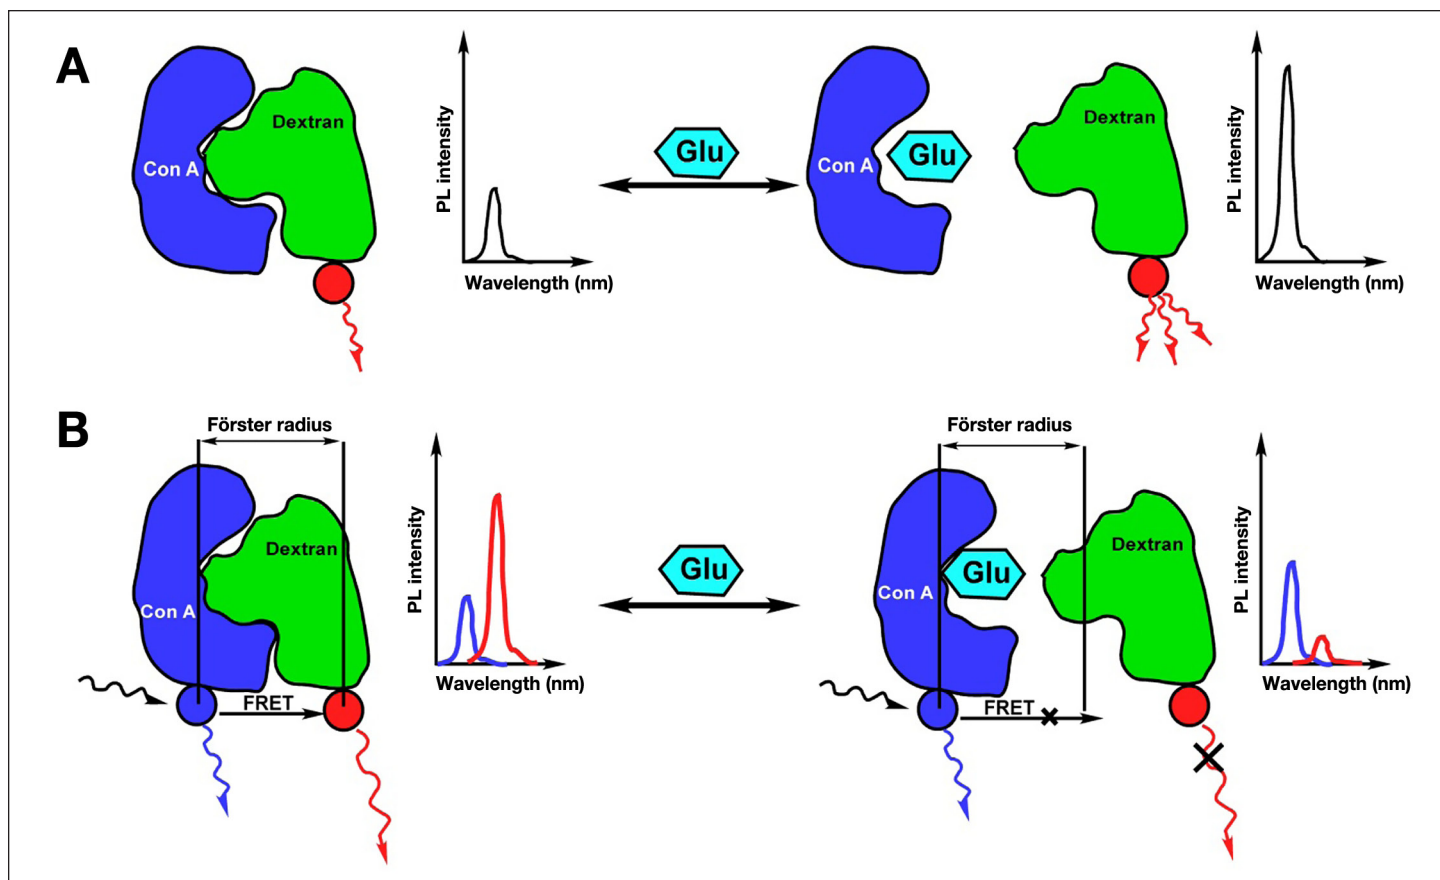 A
Con A
Dextran
PL intensity
Wavelength (nm)
Glu
Con A
Glu
Dextran
PL intensity
Wavelength (nm)
B
Förster radius
Con A
Dextran
FRET
PL intensity
Wavelength (nm)
Glu
Förster radius
Con A
Glu
Dextran
FRET
PL intensity
Wavelength (nm)